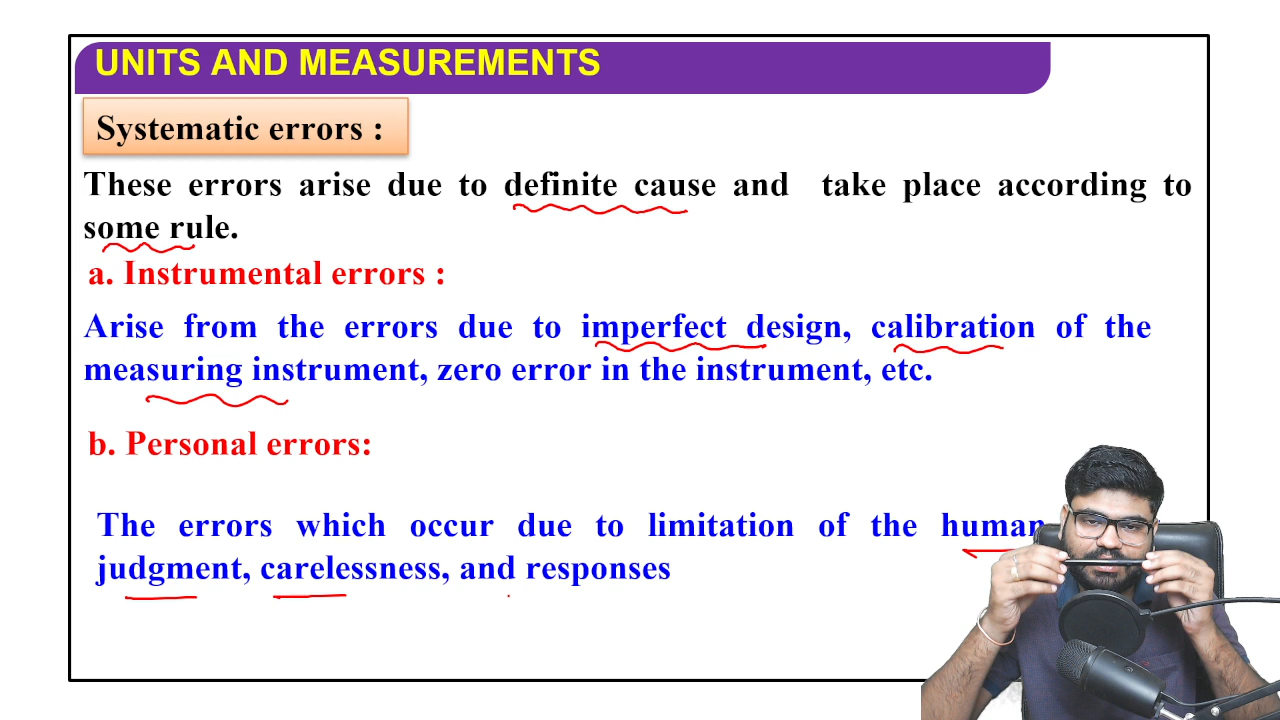 UNITS AND MEASUREMENTS
Systematic errors :
These errors arise due to definite cause and take place according to
some rule.
a. Instrumental errors :
Arise from the errors due to imperfect design, calibration of the
measuring instrument, zero error in the instrument, etc.
b. Personal errors:
The errors which occur due to limitation of the human
judgment, carelessness, and responses